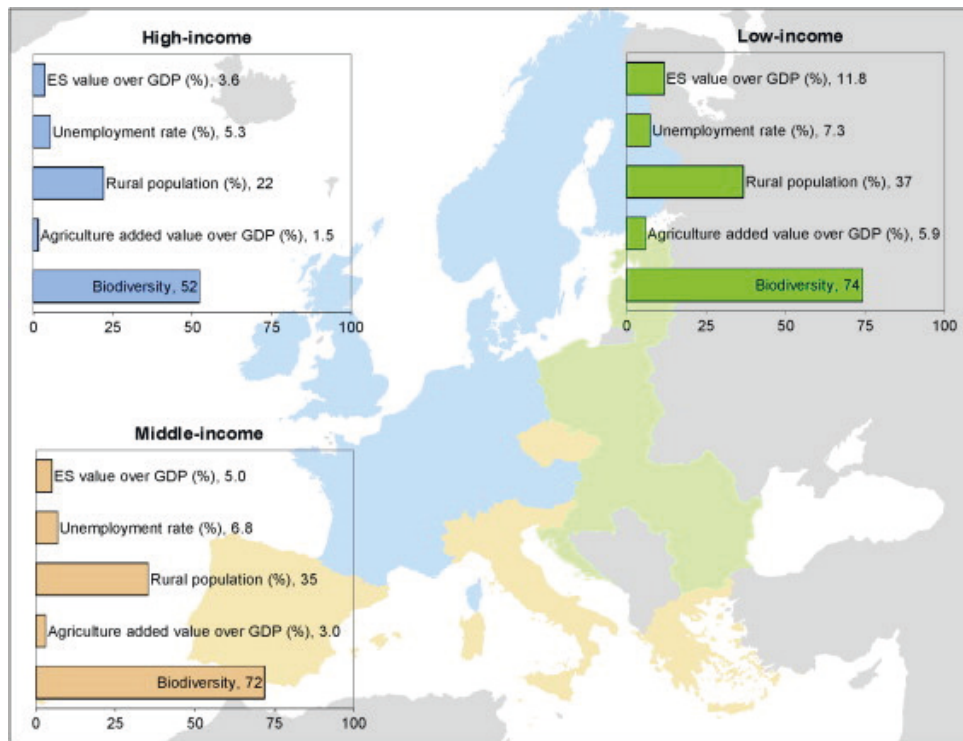 High-income
ES value over GDP (%), 3.6
Unemployment rate (%), 5.3
Rural population (%), 22
Agriculture added value over GDP (%), 1.5
Biodiversity, 52
0 25 50 75 100
Low-income
ES value over GDP (%), 11.8
Unemployment rate (%), 7.3
Rural population (%), 37
Agriculture added value over GDP (%), 5.9
Biodiversity, 74
0 25 50 75 100
Middle-income
ES value over GDP (%), 5.0
Unemployment rate (%), 6.8
Rural population (%), 35
Agriculture added value over GDP (%), 3.0
Biodiversity, 72
0 25 50 75 100